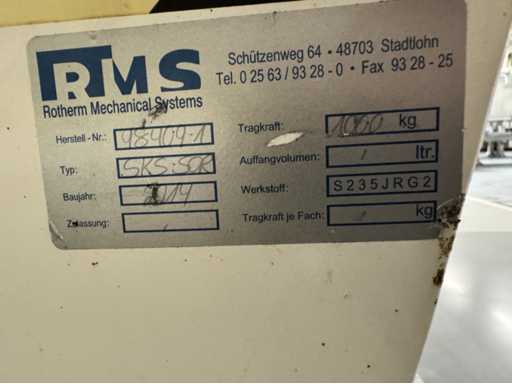 RMS
Rotherm Mechanical Systems
Schützenweg 64 • 48703 Stadtlohn
Tel. 0 25 63 / 93 28 - 0 • Fax 93 28 - 25
Herstell - Nr.: 98409-1
Typ: SKS-SOR
Baujahr: 2014
Zulassung:
Tragkraft: 1000 kg
Auffangvolumen: / ltr.
Werkstoff: S235JRG2
Tragkraft je Fach: / kg